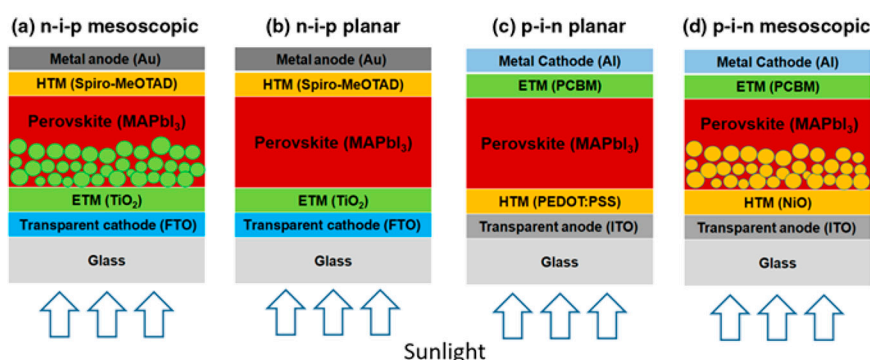 (a) n-i-p mesoscopic
Metal anode (Au)
HTM (Spiro-MeOTAD)
Perovskite (MAPbI₃)
ETM (TiO₂)
Transparent cathode (FTO)
Glass
(b) n-i-p planar
Metal anode (Au)
HTM (Spiro-MeOTAD)
Perovskite (MAPbI₃)
ETM (TiO₂)
Transparent cathode (FTO)
Glass
(c) p-i-n planar
Metal Cathode (Al)
ETM (PCBM)
Perovskite (MAPbI₃)
HTM (PEDOT:PSS)
Transparent anode (ITO)
Glass
(d) p-i-n mesoscopic
Metal Cathode (Al)
ETM (PCBM)
Perovskite (MAPbI₃)
HTM (NiO)
Transparent anode (ITO)
Glass
Sunlight